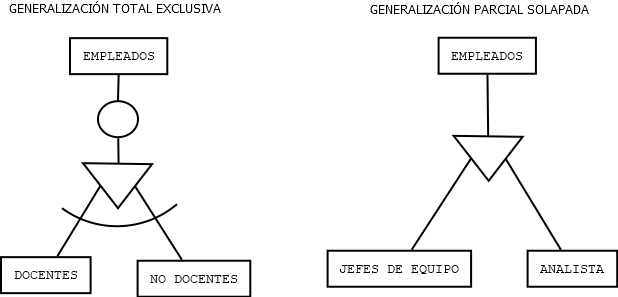 GENERALIZACIÓN TOTAL EXCLUSIVA
GENERALIZACIÓN PARCIAL SOLAPADA
EMPLEADOS
EMPLEADOS
DOCENTES
NO DOCENTES
JEFES DE EQUIPO
ANALISTA